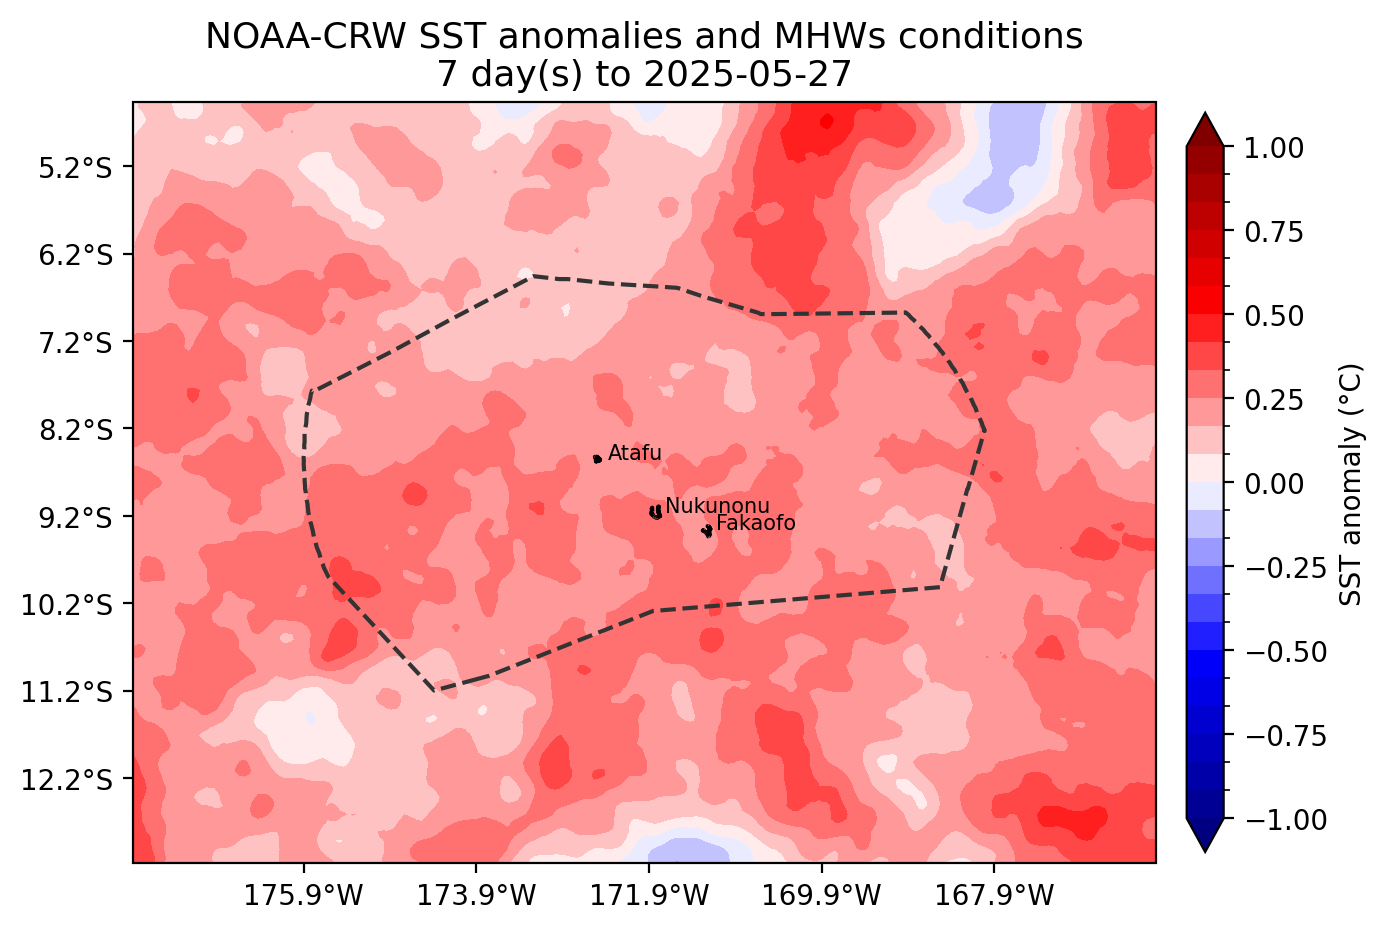 NOAA-CRW SST anomalies and MHWs conditions
7 day(s) to 2025-05-27
5.2°S
6.2°S
7.2°S
8.2°S
9.2°S
10.2°S
11.2°S
12.2°S
Atafu
Nukunonu
Fakaofo
175.9°W
173.9°W
171.9°W
169.9°W
167.9°W
1.00
0.75
0.50
0.25
0.00
−0.25
−0.50
−0.75
−1.00
SST anomaly (°C)